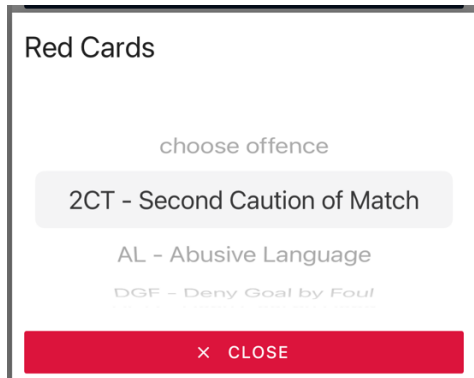 Red Cards
choose offence
2CT - Second Caution of Match
AL - Abusive Language
DGF - Deny Goal by Foul
× CLOSE